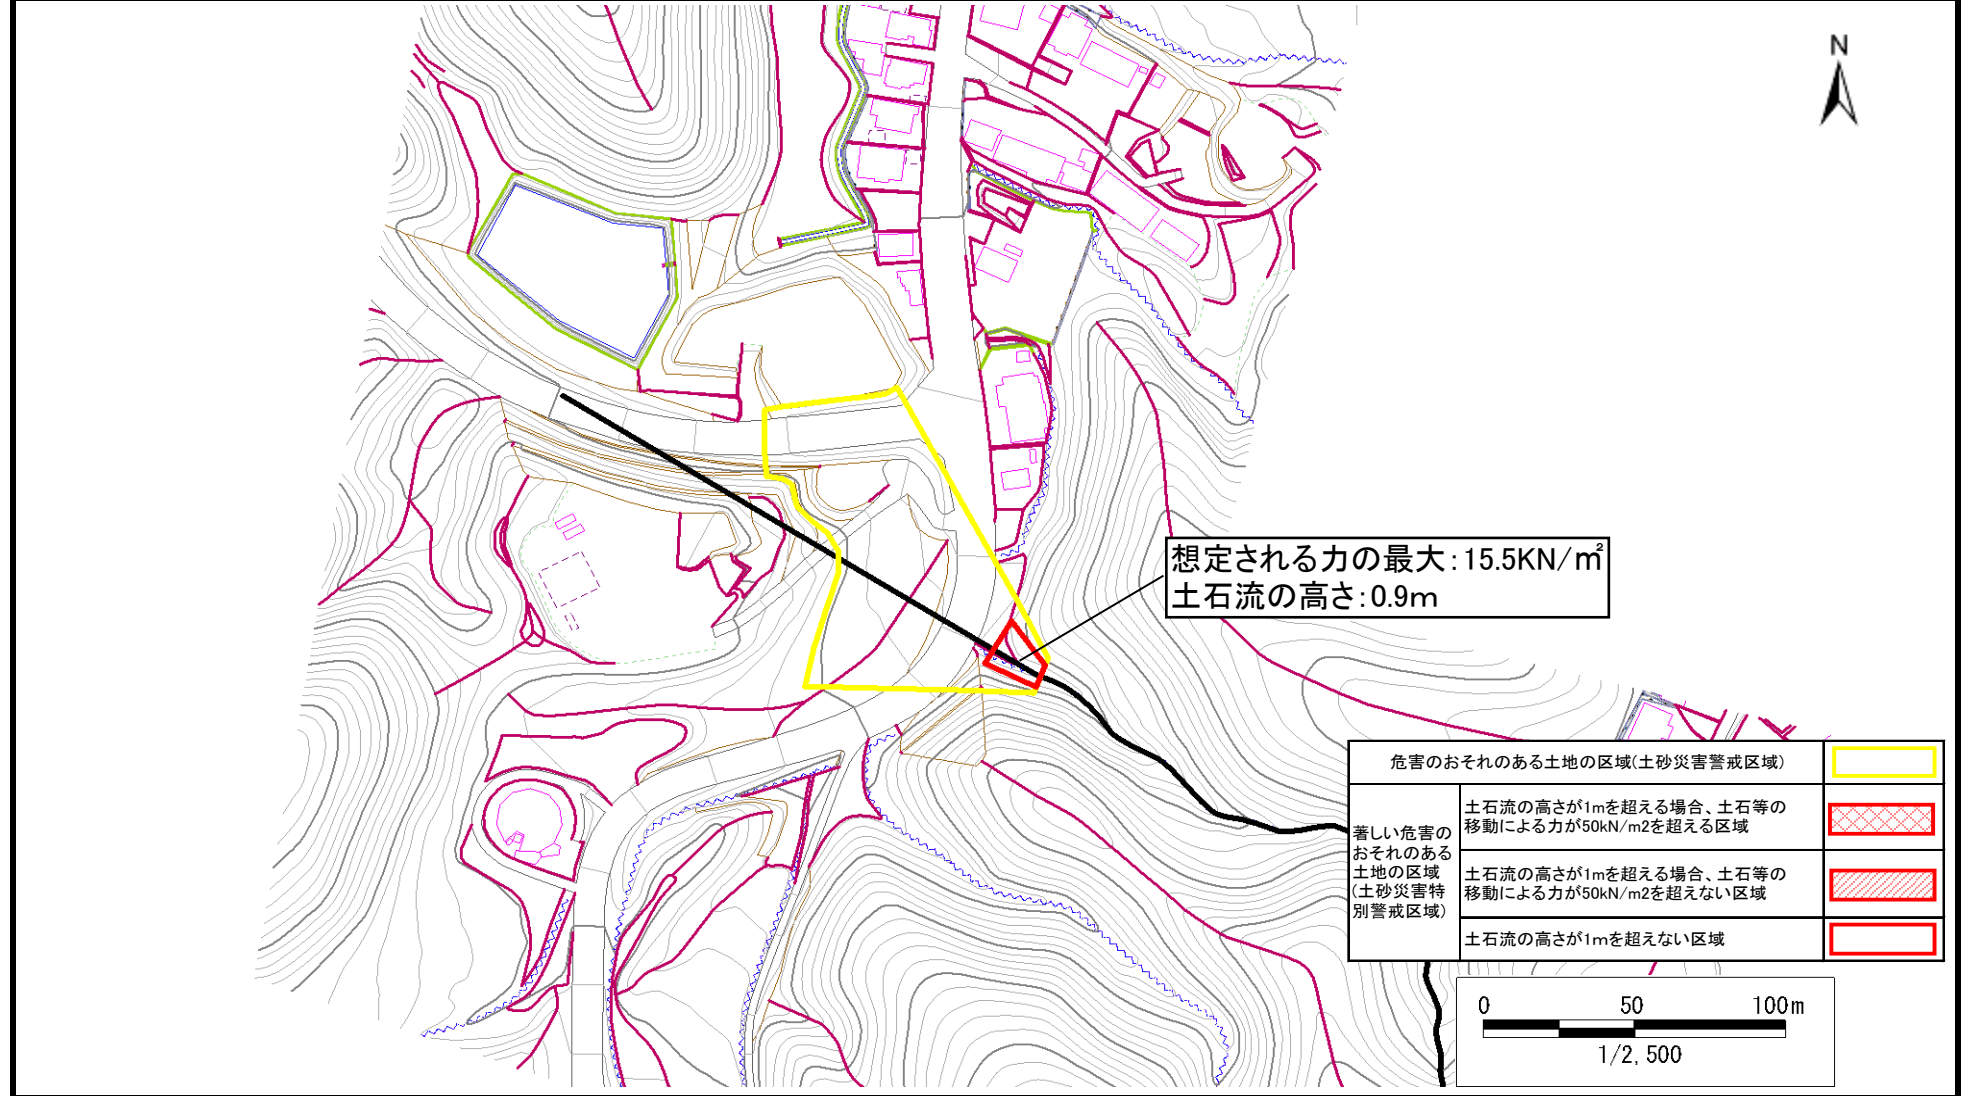 N
想定される力の最大：15.5KN/㎡
土石流の高さ：0.9m
危害のおそれのある土地の区域(土砂災害警戒区域)
著しい危害の
おそれのある
土地の区域
(土砂災害特
別警戒区域)
土石流の高さが1mを超える場合、土石等の
移動による力が50kN/m2を超える区域
土石流の高さが1mを超える場合、土石等の
移動による力が50kN/m2を超えない区域
土石流の高さが1mを超えない区域
0 50 100m
1/2,500